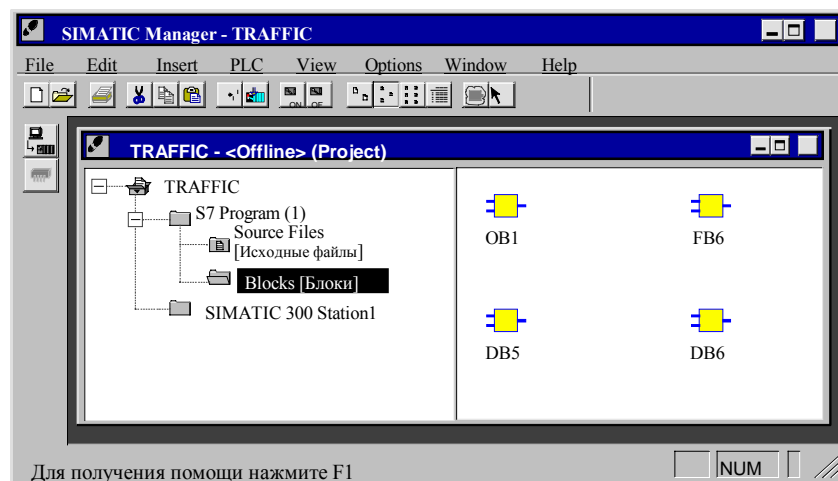 SIMATIC Manager - TRAFFIC
File Edit Insert PLC View Options Window Help
ON OF
TRAFFIC - <Offline> (Project)
TRAFFIC
S7 Program (1)
Source Files
[Исходные файлы]
Blocks [Блоки]
SIMATIC 300 Station1
OB1 FB6
DB5 DB6
Для получения помощи нажмите F1
NUM